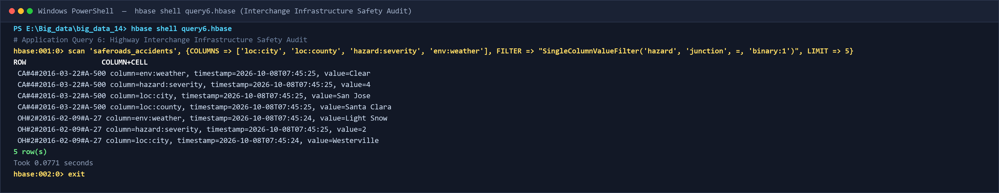 Windows PowerShell — hbase shell query6.hbase (Interchange Infrastructure Safety Audit)
PS E:\Big_data\big_data_14> hbase shell query6.hbase
# Application Query 6: Highway Interchange Infrastructure Safety Audit
hbase:001:0> scan 'saferoads_accidents', {COLUMNS => ['loc:city', 'loc:county', 'hazard:severity', 'env:weather'], FILTER => "SingleColumnValueFilter('hazard', 'junction', =, 'binary:1')", LIMIT => 5}
ROW                  COLUMN+CELL
 CA#4#2016-03-22#A-500 column=env:weather, timestamp=2026-10-08T07:45:25, value=Clear
 CA#4#2016-03-22#A-500 column=hazard:severity, timestamp=2026-10-08T07:45:25, value=4
 CA#4#2016-03-22#A-500 column=loc:city, timestamp=2026-10-08T07:45:25, value=San Jose
 CA#4#2016-03-22#A-500 column=loc:county, timestamp=2026-10-08T07:45:25, value=Santa Clara
 OH#2#2016-02-09#A-27 column=env:weather, timestamp=2026-10-08T07:45:24, value=Light Snow
 OH#2#2016-02-09#A-27 column=hazard:severity, timestamp=2026-10-08T07:45:25, value=2
 OH#2#2016-02-09#A-27 column=loc:city, timestamp=2026-10-08T07:45:24, value=Westerville
5 row(s)
Took 0.0771 seconds
hbase:002:0> exit